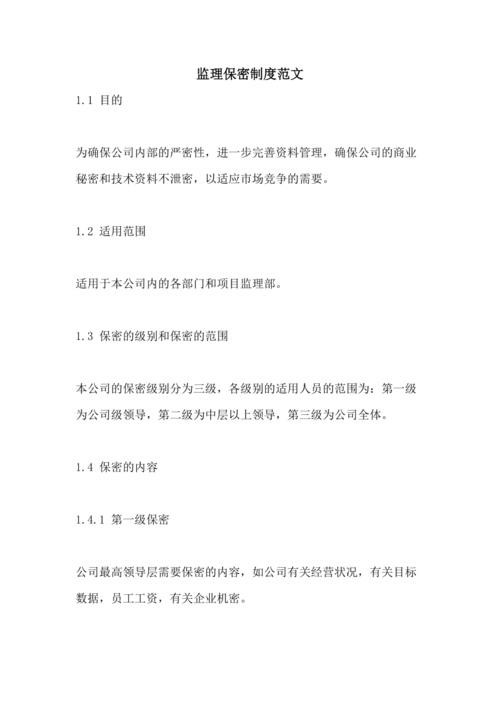 监理保密制度范文
1.1 目的
为确保公司内部的严密性，进一步完善资料管理，确保公司的商业
秘密和技术资料不泄密，以适应市场竞争的需要。
1.2 适用范围
适用于本公司内的各部门和项目监理部。
1.3 保密的级别和保密的范围
本公司的保密级别分为三级，各级别的适用人员的范围为：第一级
为公司级领导，第二级为中层以上领导，第三级为公司全体。
1.4 保密的内容
1.4.1 第一级保密
公司最高领导层需要保密的内容，如公司有关经营状况，有关目标
数据，员工工资，有关企业机密。